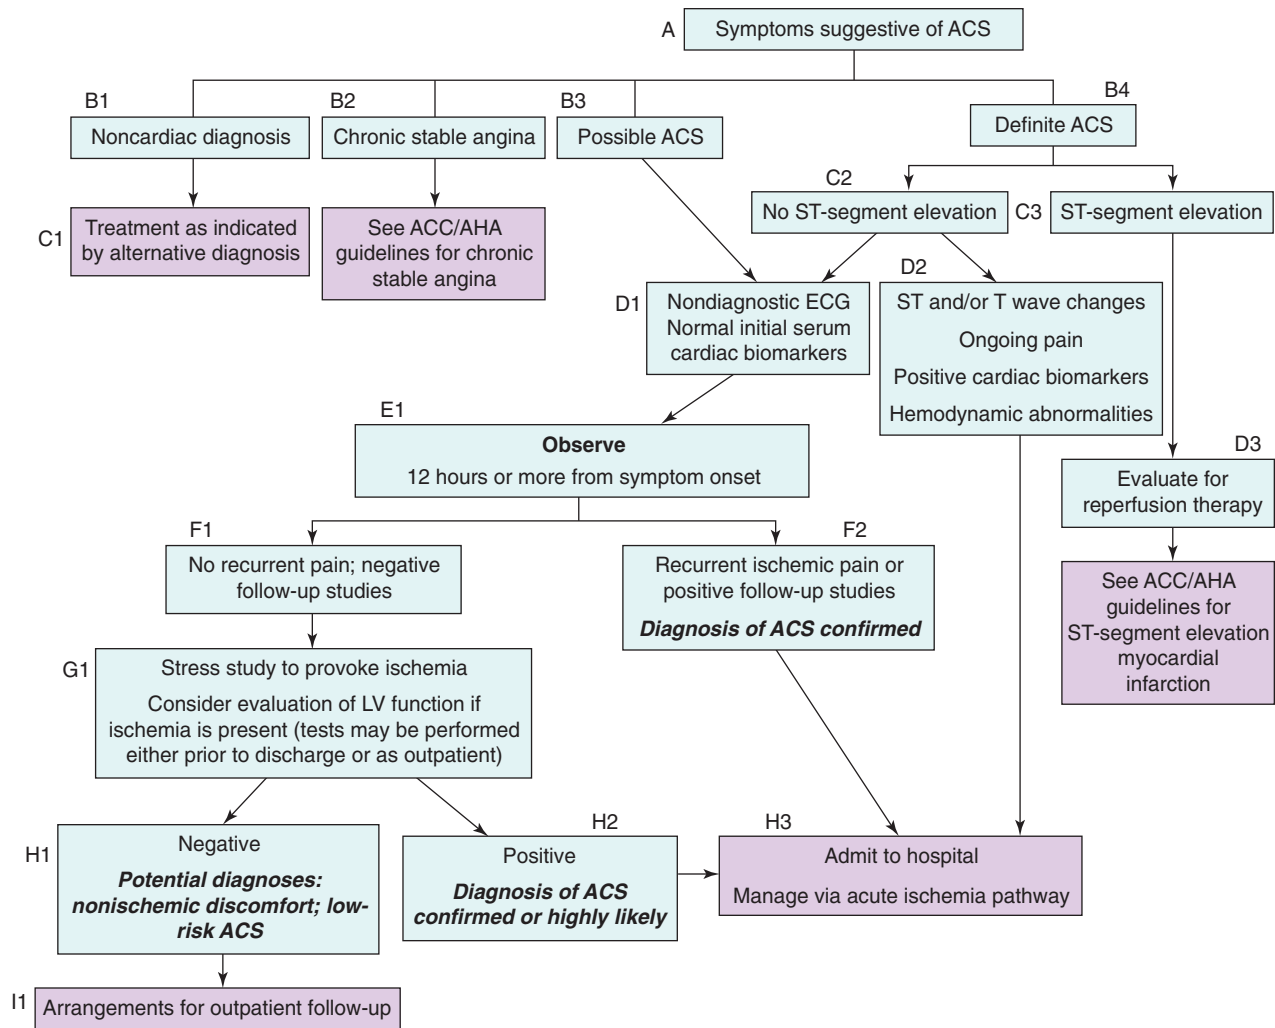 A
Symptoms suggestive of ACS
B1
Noncardiac diagnosis
B2
Chronic stable angina
B3
Possible ACS
B4
Definite ACS
C1
Treatment as indicated
by alternative diagnosis
See ACC/AHA
guidelines for chronic
stable angina
C2
No ST-segment elevation
C3
ST-segment elevation
D1
Nondiagnostic ECG
Normal initial serum
cardiac biomarkers
D2
ST and/or T wave changes
Ongoing pain
Positive cardiac biomarkers
Hemodynamic abnormalities
D3
Evaluate for
reperfusion therapy
See ACC/AHA
guidelines for
ST-segment elevation
myocardial
infarction
E1
Observe
12 hours or more from symptom onset
F1
No recurrent pain; negative
follow-up studies
F2
Recurrent ischemic pain or
positive follow-up studies
Diagnosis of ACS confirmed
G1
Stress study to provoke ischemia
Consider evaluation of LV function if
ischemia is present (tests may be performed
either prior to discharge or as outpatient)
H1
Negative
Potential diagnoses:
nonischemic discomfort; low-
risk ACS
H2
Positive
Diagnosis of ACS
confirmed or highly likely
H3
Admit to hospital
Manage via acute ischemia pathway
I1
Arrangements for outpatient follow-up